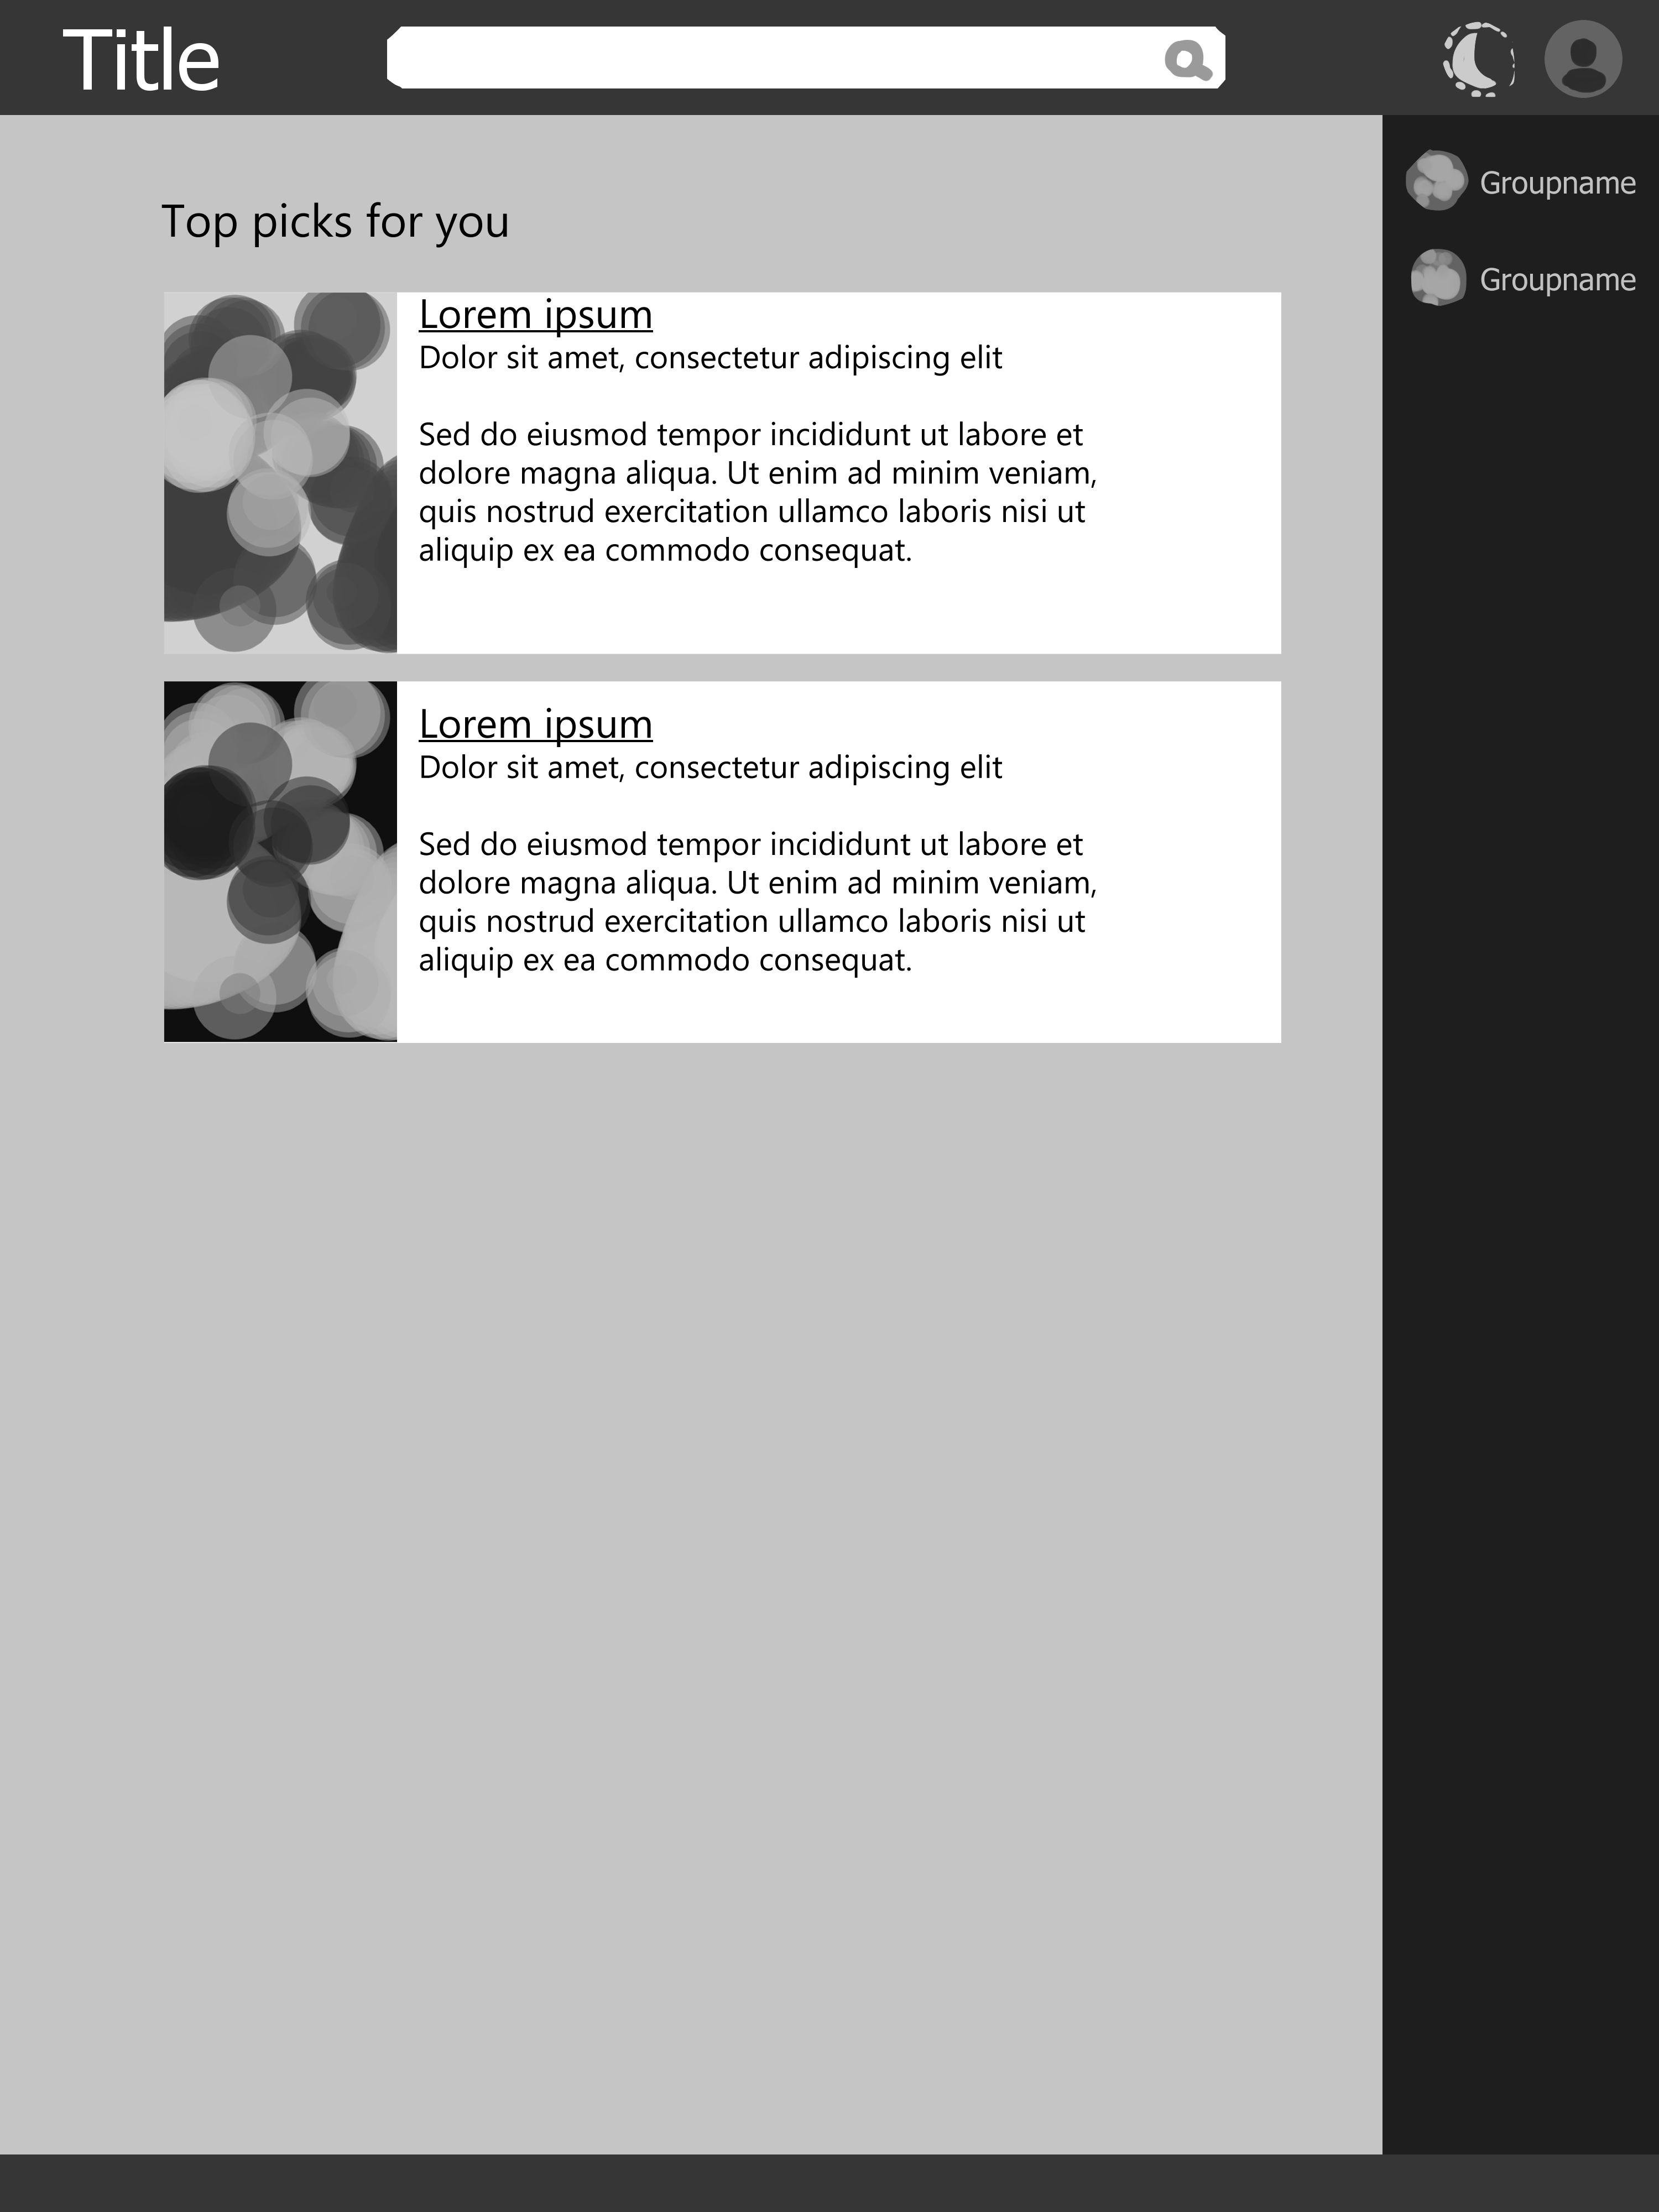 Title
Groupname
Groupname
Top picks for you
Lorem ipsum
Dolor sit amet, consectetur adipiscing elit
Sed do eiusmod tempor incididunt ut labore et
dolore magna aliqua. Ut enim ad minim veniam,
quis nostrud exercitation ullamco laboris nisi ut
aliquip ex ea commodo consequat.
Lorem ipsum
Dolor sit amet, consectetur adipiscing elit
Sed do eiusmod tempor incididunt ut labore et
dolore magna aliqua. Ut enim ad minim veniam,
quis nostrud exercitation ullamco laboris nisi ut
aliquip ex ea commodo consequat.